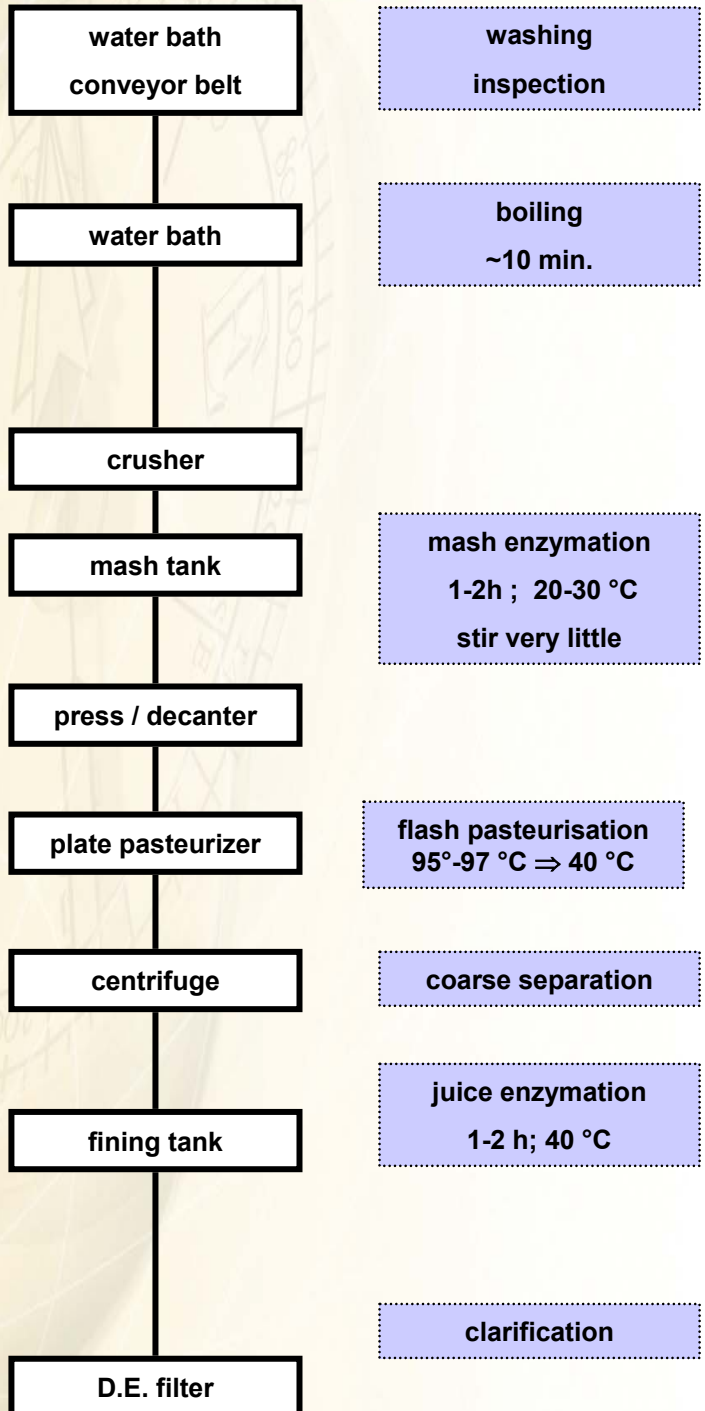 water bath
conveyor belt
washing
inspection
water bath
boiling
~10 min.
crusher
mash tank
mash enzymation
1-2h ; 20-30 °C
stir very little
press / decanter
plate pasteurizer
flash pasteurisation
95°-97 °C ⇒ 40 °C
centrifuge
coarse separation
fining tank
juice enzymation
1-2 h; 40 °C
clarification
D.E. filter